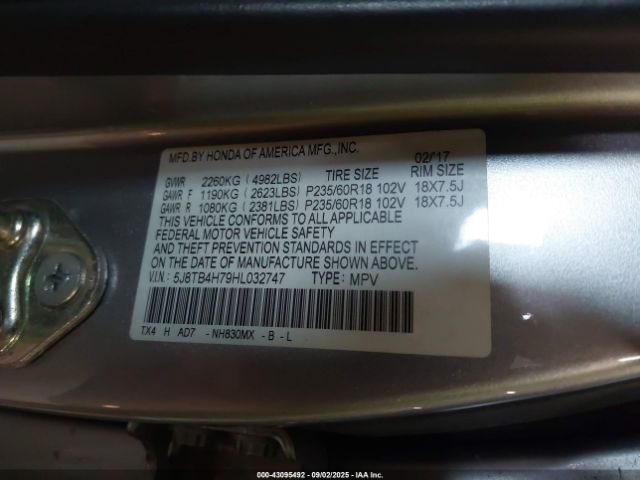 MFD.BY HONDA OF AMERICA MFG.,INC. 02/17
GVWR 2260KG (4982LBS) TIRE SIZE RIM SIZE
GAWR F 1190KG (2623LBS) P235/60R18 102V 18X7.5J
GAWR R 1080KG (2381LBS) P235/60R18 102V 18X7.5J
THIS VEHICLE CONFORMS TO ALL APPLICABLE
FEDERAL MOTOR VEHICLE SAFETY
AND THEFT PREVENTION STANDARDS IN EFFECT
ON THE DATE OF MANUFACTURE SHOWN ABOVE.
V.I.N.: 5J8TB4H79HL032747 TYPE: MPV
TX4 H AD7 -NH830MX -B -L
000-43095492 - 09/02/2025 - IAA Inc.